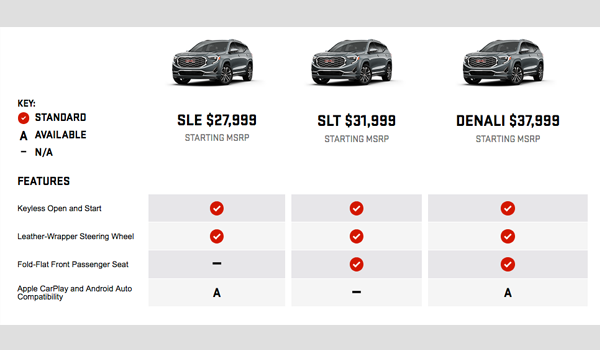 KEY:
STANDARD
A AVAILABLE
– N/A
SLE $27,999
STARTING MSRP
SLT $31,999
STARTING MSRP
DENALI $37,999
STARTING MSRP
FEATURES
Keyless Open and Start
Leather-Wrapper Steering Wheel
Fold-Flat Front Passenger Seat –
Apple CarPlay and Android Auto
Compatibility
A – A